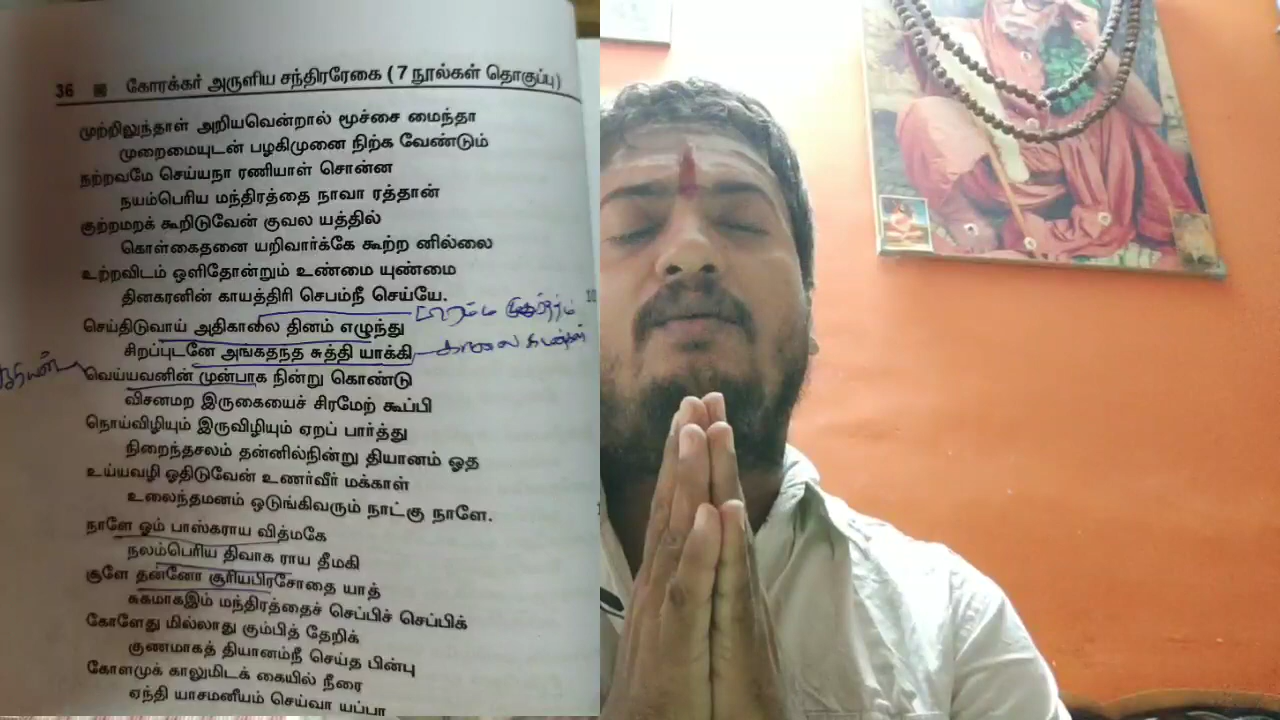 36 கோரக்கர் அருளிய சந்திரரேகை ( 7 நூல்கள் தொகுப்பு)
முற்றிலுந்தாள் அறியவென்றால் மூச்சை மைந்தா
முறைமையுடன் பழகிமுனை நிற்க வேண்டும்
நற்றவமே செய்யநா ரணியாள் சொன்ன
நயம்பெரிய மந்திரத்தை நாவா ரத்தான்
குற்றமறக் கூறிடுவேன் குவல யத்தில்
கொள்கைதனை யறிவார்க்கே கூற்ற னில்லை
உற்றவிடம் ஒளிதோன்றும் உண்மை யுண்மை
தினகரனின் காயத்திரி செபம்நீ செய்யே.
செய்திடுவாய் அதிகாலை தினம் எழுந்து
சிறப்புடனே அங்கதந்த சுத்தி யாக்கி
காலை கடன்கள்
வெய்யவனின் முன்பாக நின்று கொண்டு
விசனமற இருகையைச் சிரமேற் கூப்பி
நொய்விழியும் இருவிழியும் ஏறப் பார்த்து
நிறைந்தசலம் தன்னில்நின்று தியானம் ஓத
உய்யவழி ஓதிடுவேன் உணர்வீர் மக்காள்
உலைந்தமனம் ஒடுங்கிவரும் நாட்கு நாளே.
நாளே ஓம் பாஸ்கராய வித்மகே
நலம்பெரிய திவாக ராய தீமகி
சூளே தன்னோ சூரியபிரசோதை யாத்
சுகமாகஇம் மந்திரத்தைச் செப்பிச் செப்பிக்
கோளேது மில்லாது கும்பித் தேறிக்
குணமாகத் தியானம்நீ செய்த பின்பு
கோளமுக் காலுமிடக் கையில் நீரை
ஏந்தி யாசமனீயம் செய்வா யப்பா